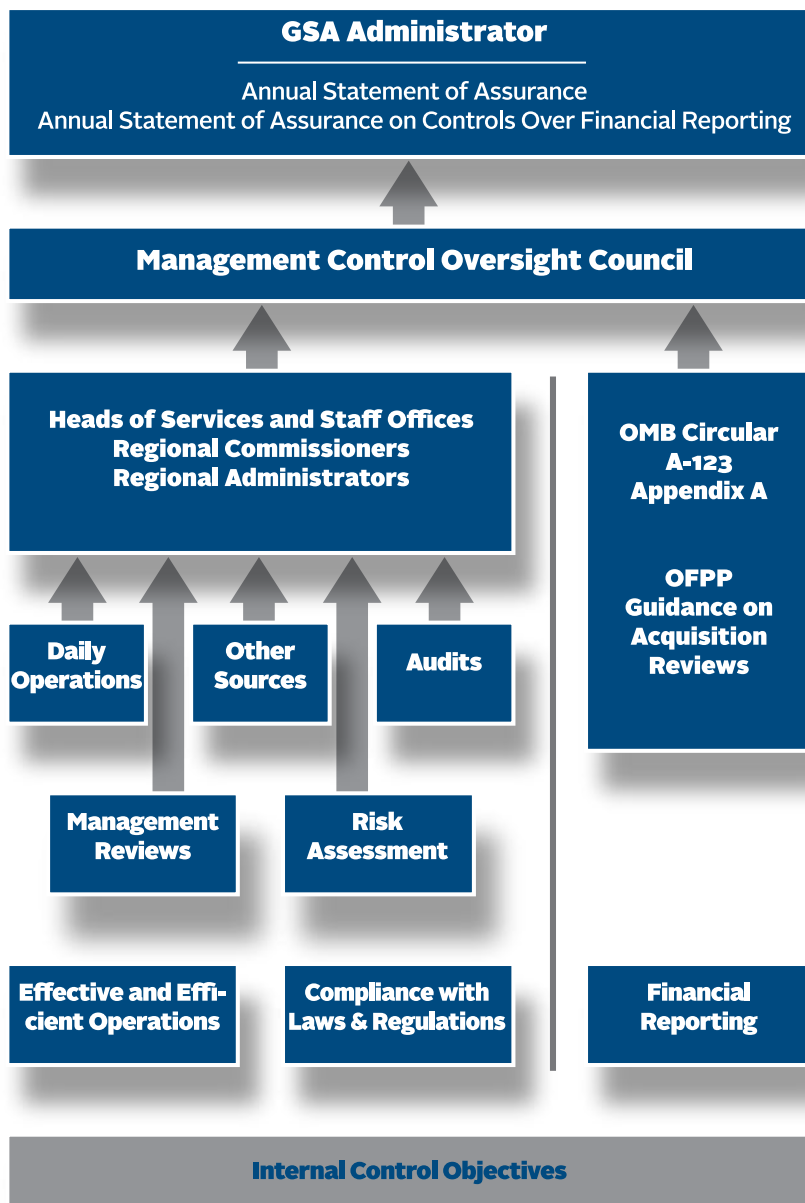 GSA Administrator
Annual Statement of Assurance
Annual Statement of Assurance on Controls Over Financial Reporting
Management Control Oversight Council
Heads of Services and Staff Offices
Regional Commissioners
Regional Administrators
OMB Circular
A-123
Appendix A
OFPP
Guidance on
Acquisition
Reviews
Daily
Operations
Other
Sources
Audits
Management
Reviews
Risk
Assessment
Effective and Effi-
cient Operations
Compliance with
Laws & Regulations
Financial
Reporting
Internal Control Objectives